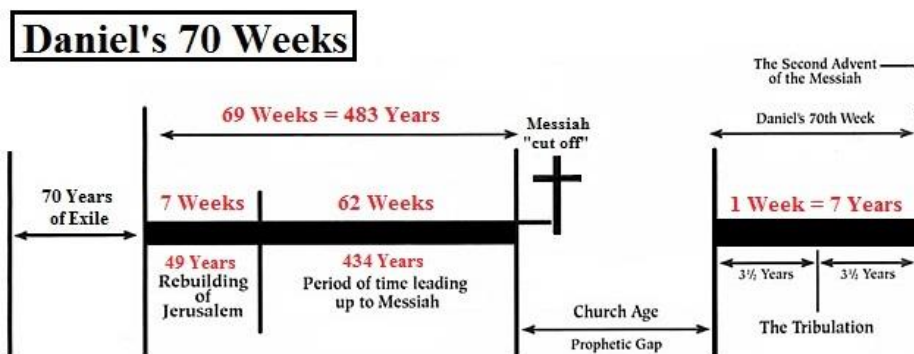 Daniel's 70 Weeks
The Second Advent
of the Messiah
69 Weeks = 483 Years
Messiah
"cut off"
Daniel's 70th Week
70 Years
of Exile
7 Weeks
62 Weeks
1 Week = 7 Years
49 Years
Rebuilding
of
Jerusalem
434 Years
Period of time leading
up to Messiah
3½ Years
3½ Years
Church Age
Prophetic Gap
The Tribulation